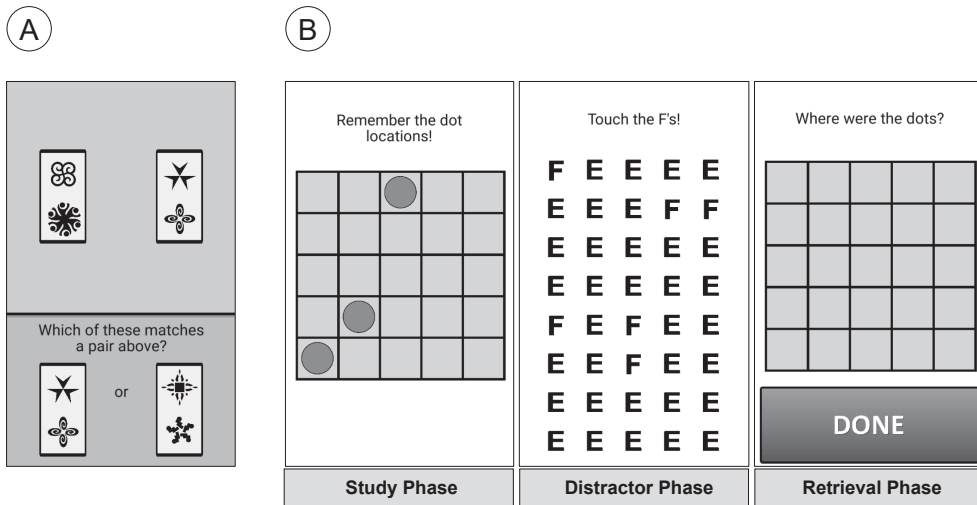 A
B
Which of these matches
a pair above?
or
Remember the dot
locations!
Study Phase
Touch the F's!
F E E E E
E E E F F
E E E E E
E E E E E
F E F E E
E E F E E
E E E E E
E E E E E
Distractor Phase
Where were the dots?
DONE
Retrieval Phase